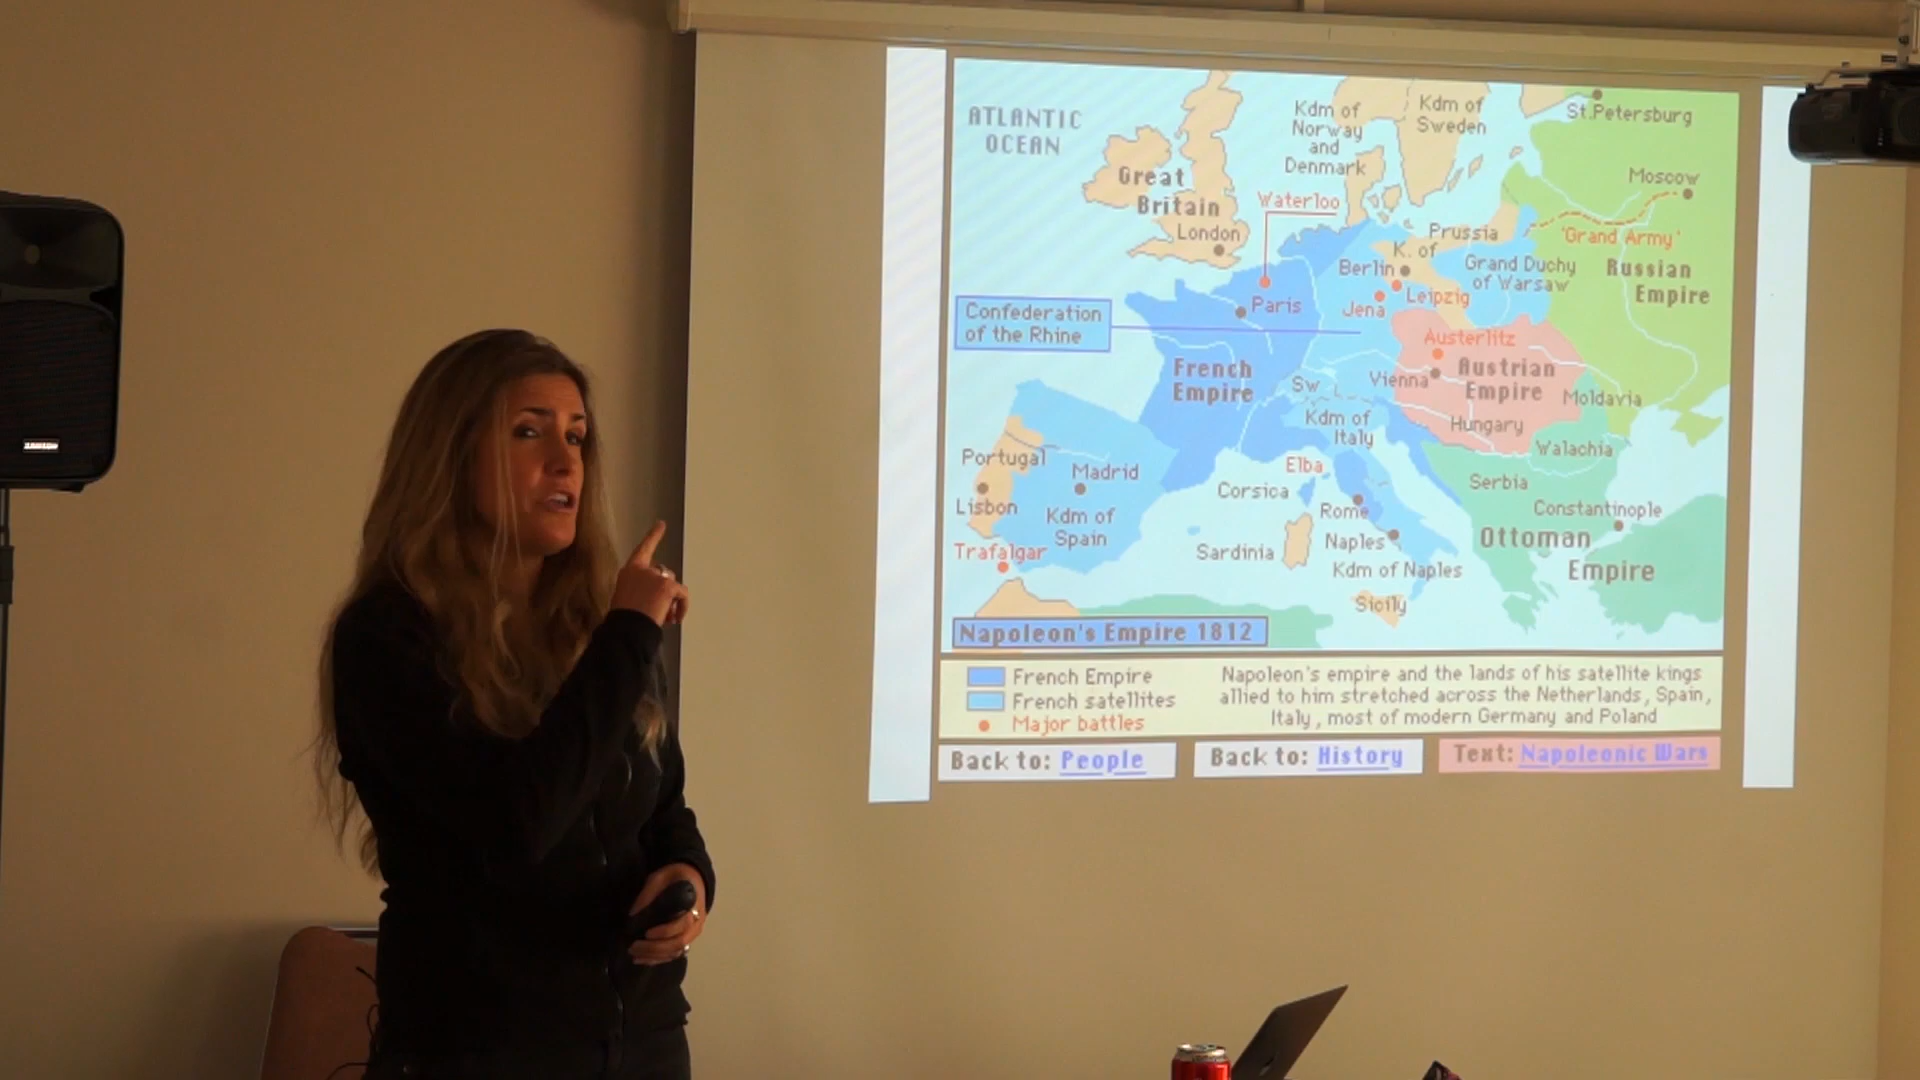 ATLANTIC
OCEAN
Kdm of
Norway
and
Denmark
Kdm of
Sweden
St.Petersburg
Moscow
Great
Britain
London
Waterloo
Prussia
K. of
'Grand Army'
Berlin
Grand Duchy
of Warsaw
Russian
Empire
Leipzig
Jena
Paris
Confederation
of the Rhine
Austerlitz
French
Empire
Sw
Vienna
Austrian
Empire
Moldavia
Kdm of
Italy
Hungary
Walachia
Portugal
Madrid
Elba
Corsica
Serbia
Lisbon
Kdm of
Spain
Rome
Constantinople
Trafalgar
Sardinia
Naples
Ottoman
Empire
Kdm of Naples
Sicily
Napoleon's Empire 1812
French Empire
French satellites
Major battles
Napoleon's empire and the lands of his satellite kings
allied to him stretched across the Netherlands, Spain,
Italy, most of modern Germany and Poland
Back to: People
Back to: History
Text: Napoleonic Wars